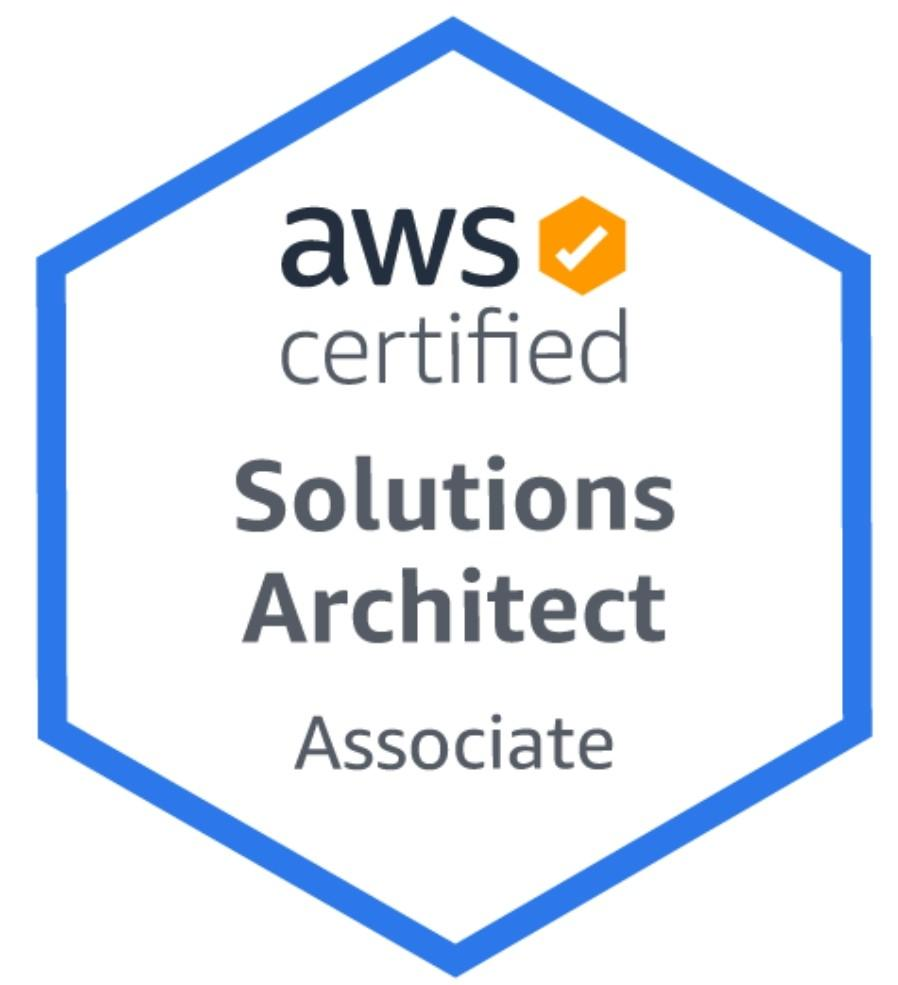 aws
certified
Solutions
Architect
Associate